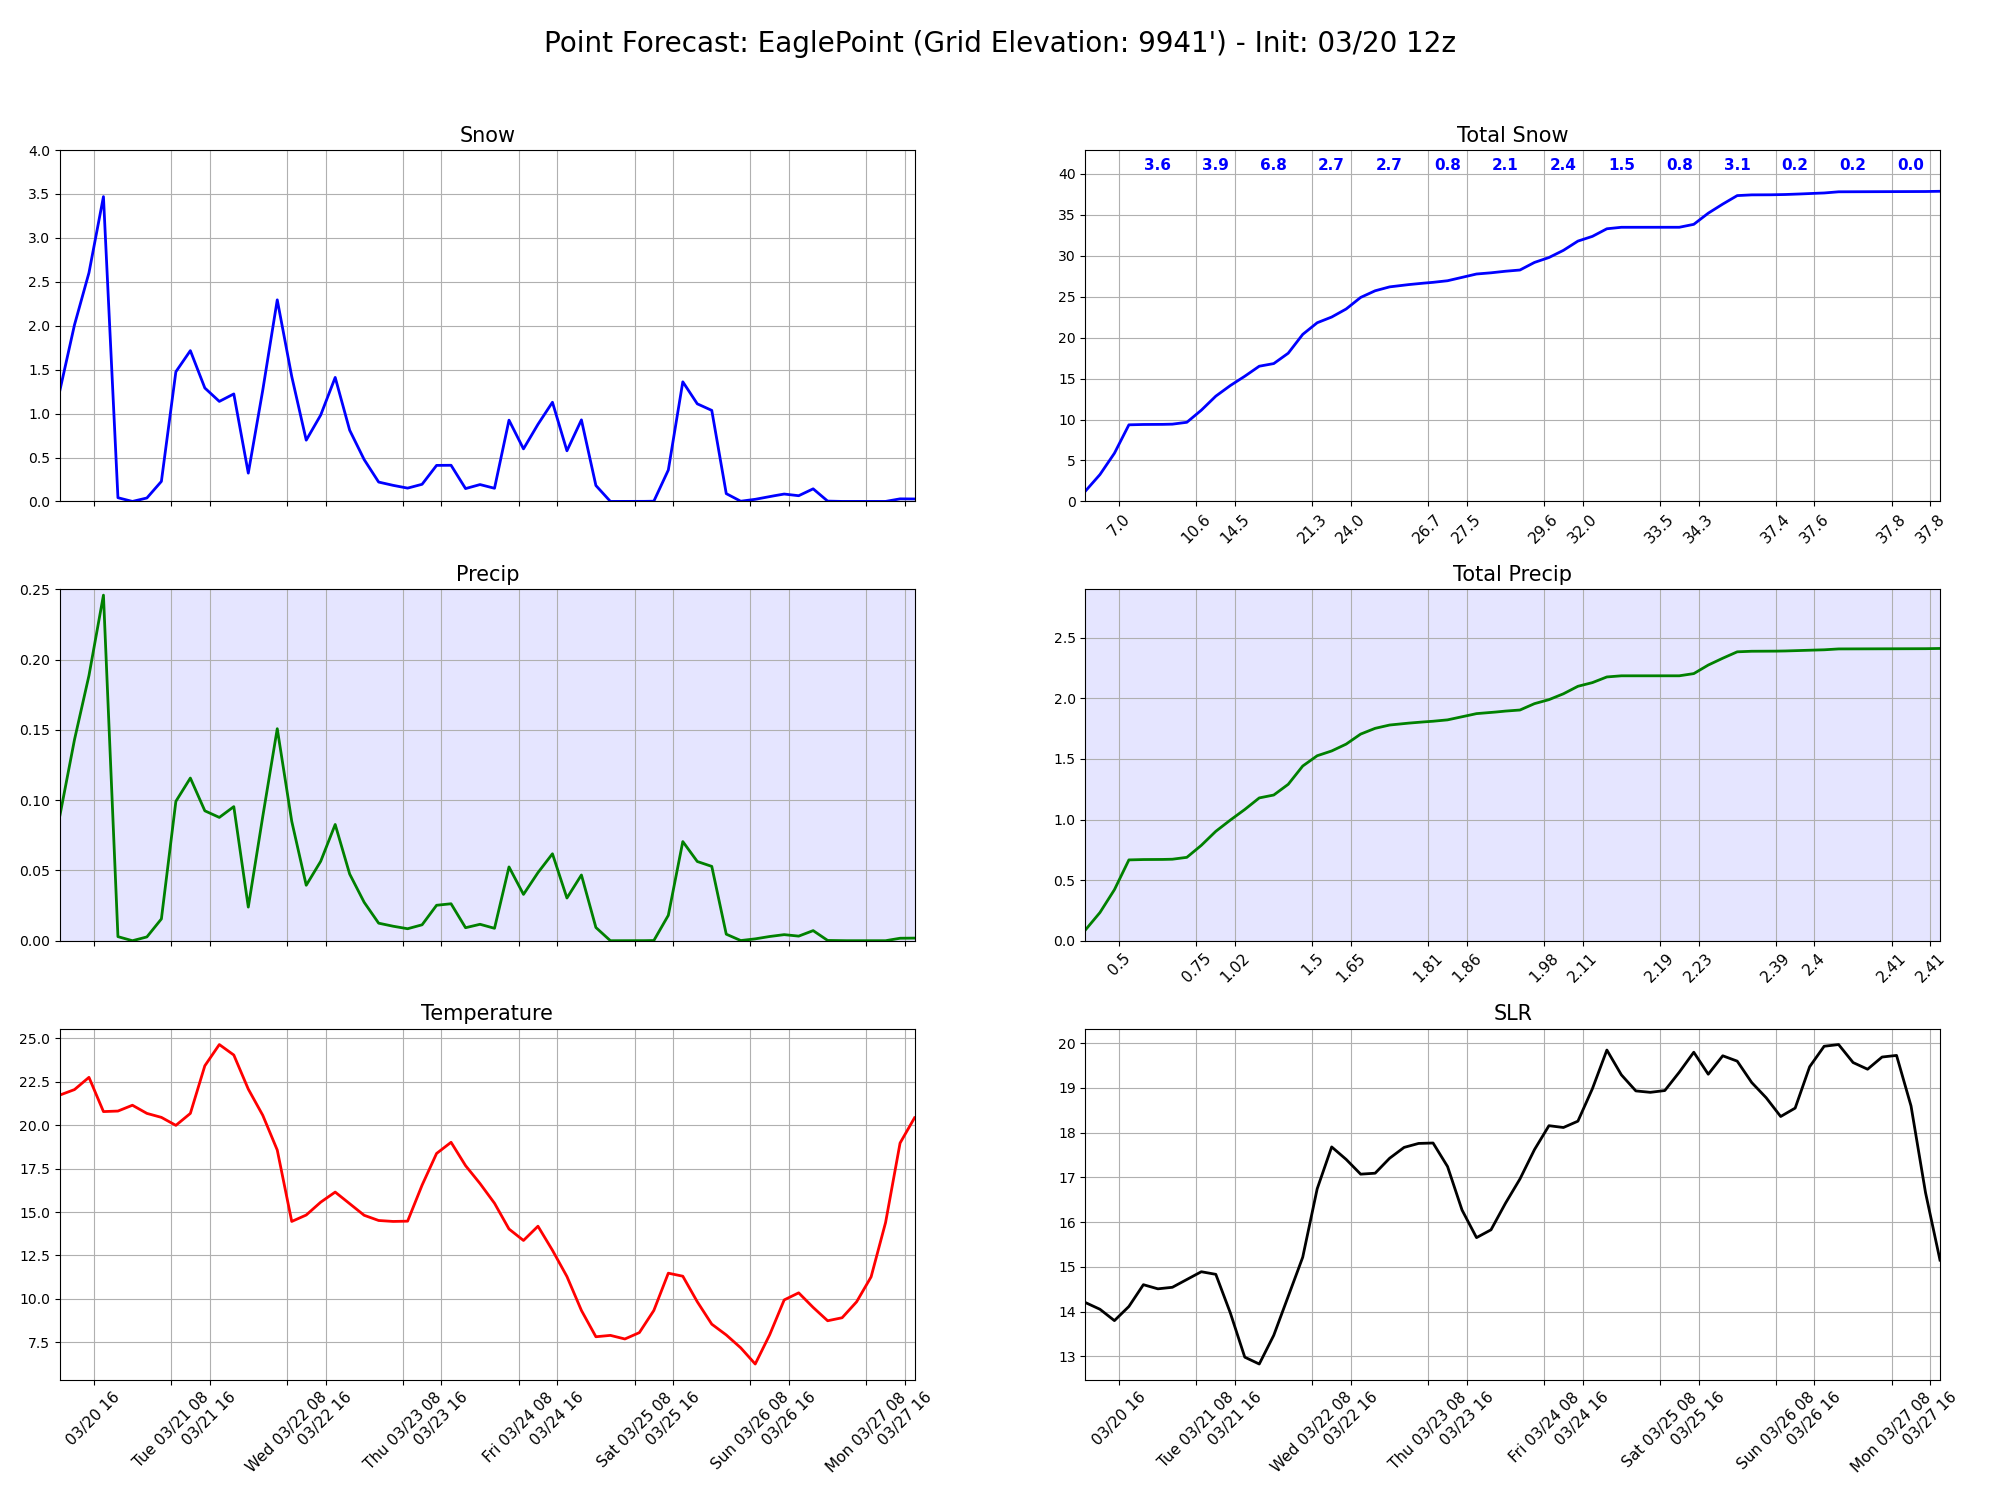 Point Forecast: EaglePoint (Grid Elevation: 9941') - Init: 03/20 12z
Snow
4.0
3.5
3.0
2.5
2.0
1.5
1.0
0.5
0.0
Total Snow
3.6 3.9 6.8 2.7 2.7 0.8 2.1 2.4 1.5 0.8 3.1 0.2 0.2 0.0
40
35
30
25
20
15
10
5
0
7.0 10.6 14.5 21.3 24.0 26.7 27.5 29.6 32.0 33.5 34.3 37.4 37.6 37.8 37.8
Precip
0.25
0.20
0.15
0.10
0.05
0.00
Total Precip
2.5
2.0
1.5
1.0
0.5
0.0
0.5 0.75 1.02 1.5 1.65 1.81 1.86 1.98 2.11 2.19 2.23 2.39 2.4 2.41 2.41
Temperature
25.0
22.5
20.0
17.5
15.0
12.5
10.0
7.5
03/20 16
Tue 03/21 08
03/21 16
Wed 03/22 08
03/22 16
Thu 03/23 08
03/23 16
Fri 03/24 08
03/24 16
Sat 03/25 08
03/25 16
Sun 03/26 08
03/26 16
Mon 03/27 08
03/27 16
SLR
20
19
18
17
16
15
14
13
03/20 16
Tue 03/21 08
03/21 16
Wed 03/22 08
03/22 16
Thu 03/23 08
03/23 16
Fri 03/24 08
03/24 16
Sat 03/25 08
03/25 16
Sun 03/26 08
03/26 16
Mon 03/27 08
03/27 16